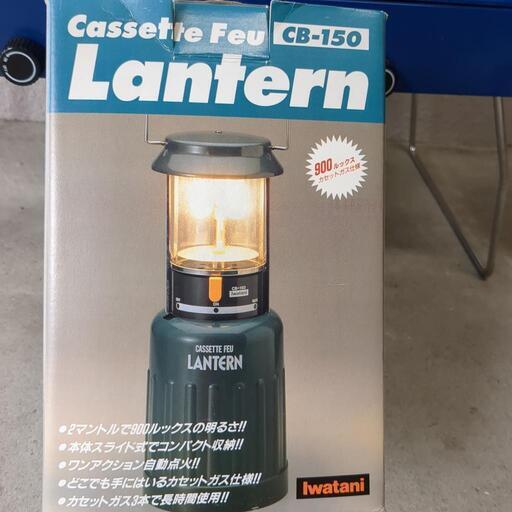 Cassette Feu CB-150
Lantern
900ルックス
カセットガス仕様
CB-150
Iwatani
ON
CASSETTE FEU
LANTERN
●2マントルで900ルックスの明るさ!!
●本体スライド式でコンパクト収納!!
●ワンアクション自動点火!!
●どこでも手にはいるカセットガス仕様!!
●カセットガス3本で長時間使用!!
Iwatani